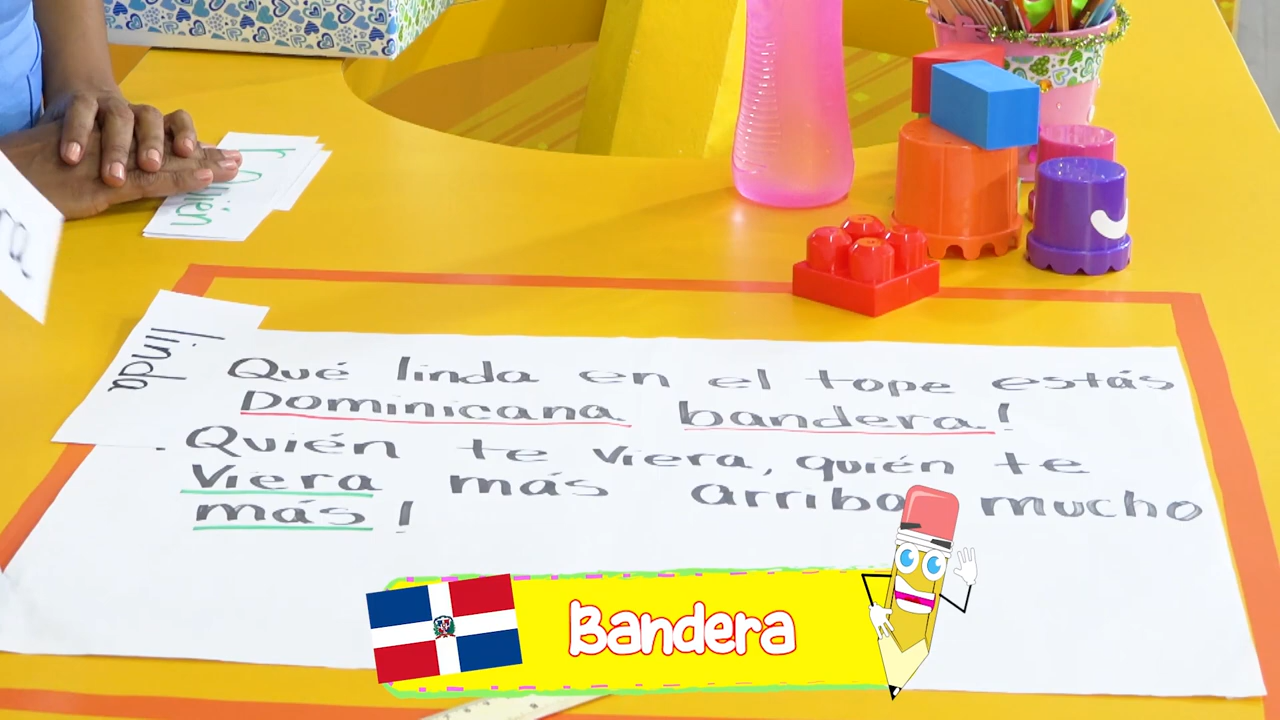 r Quién
a
linda
Qué linda en el tope estás
Dominicana bandera!
Quién te viera, quién te
viera más arriba mucho
más!
Bandera